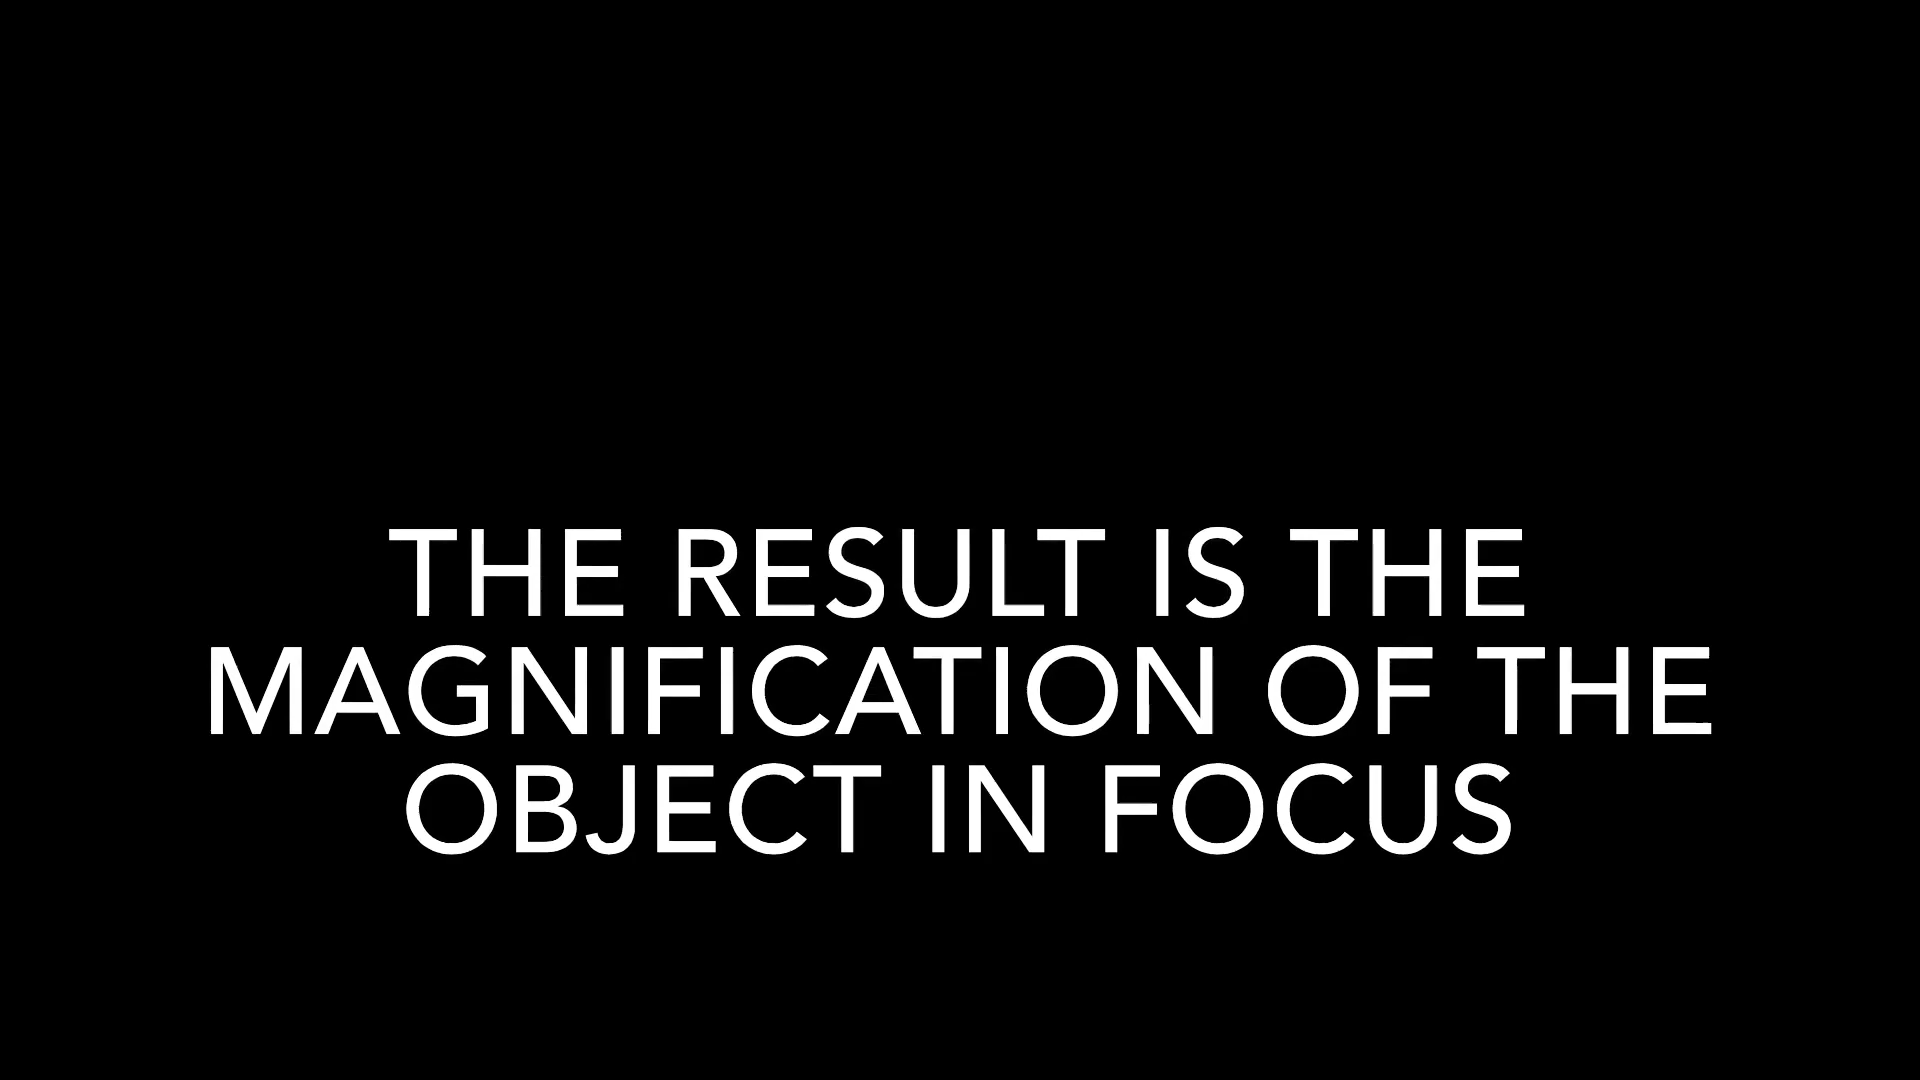 THE RESULT IS THE
MAGNIFICATION OF THE
OBJECT IN FOCUS